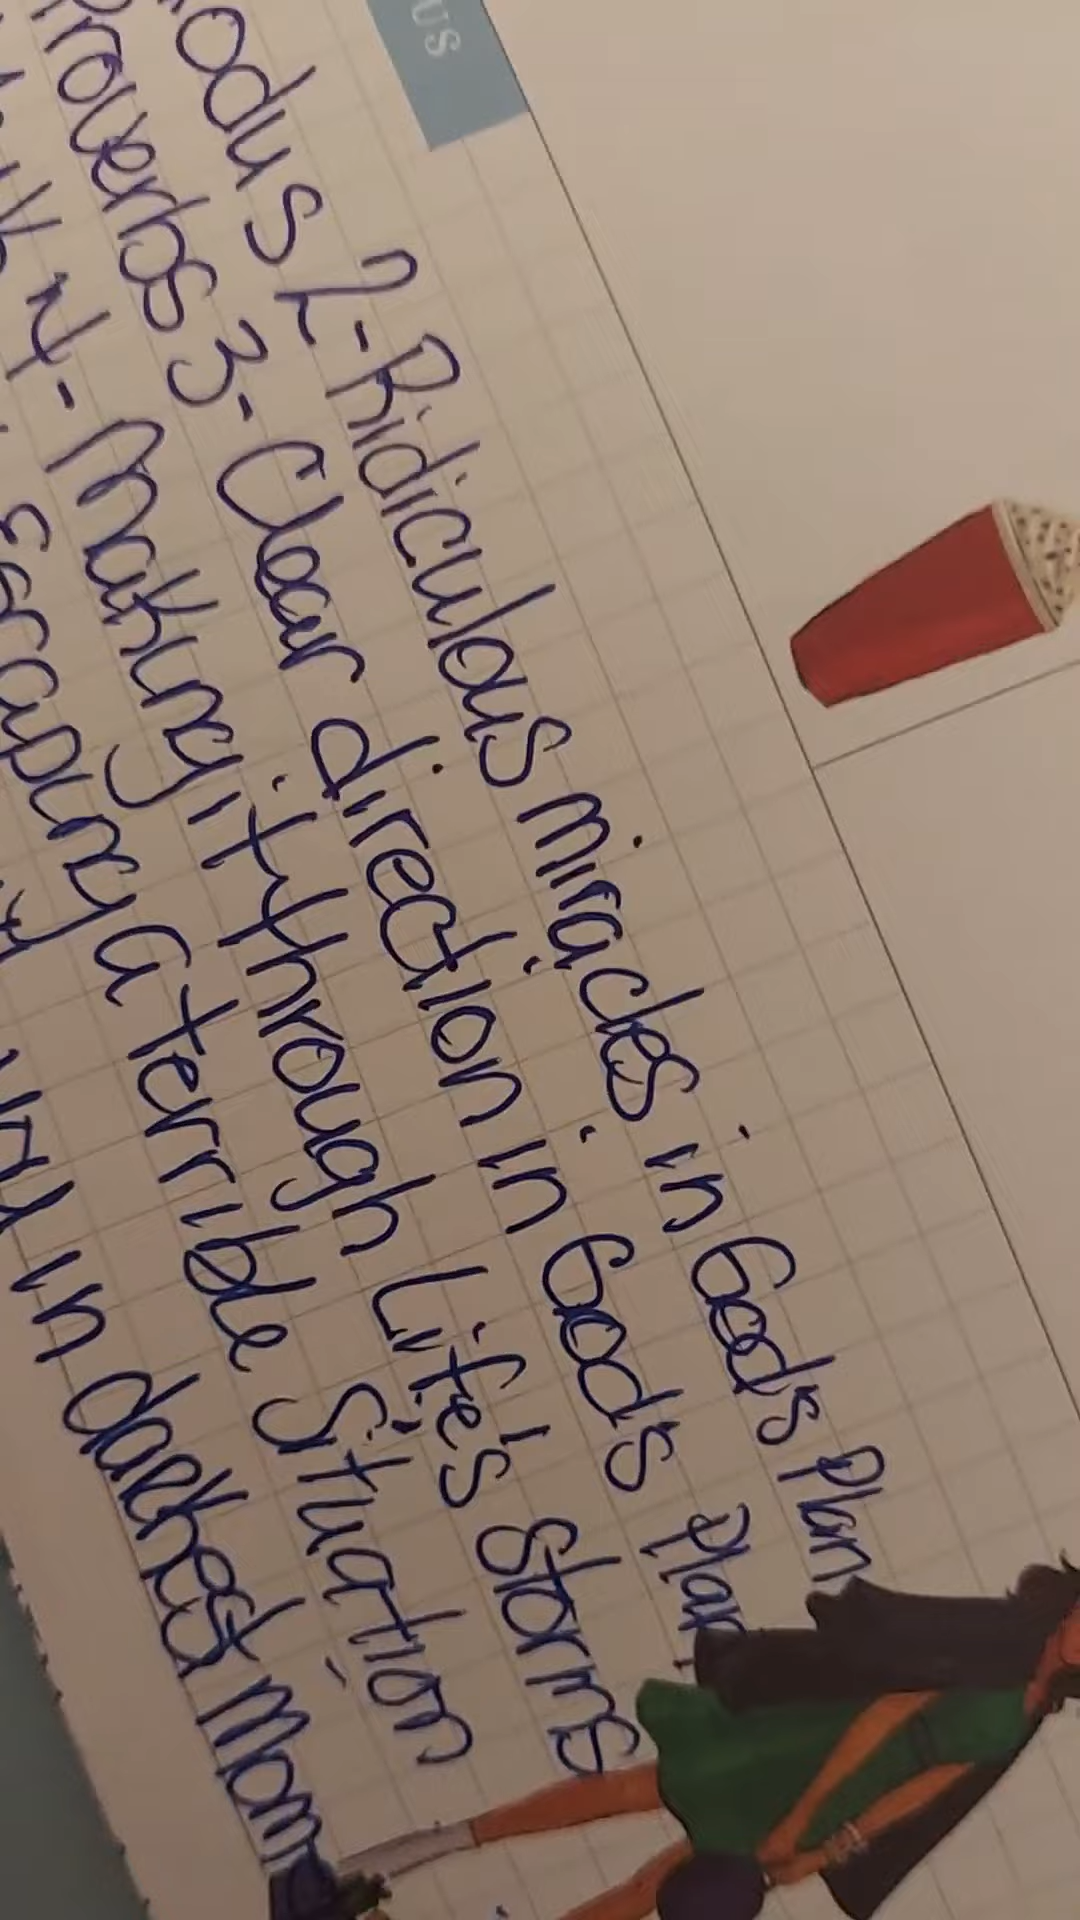 US
odus 2-Ridiculous miracles in God's Plan
Proverbs 3-Clear direction in God's Plan
4-Making it through Life's Storms
Escaping a terrible Situation
in darkest mom